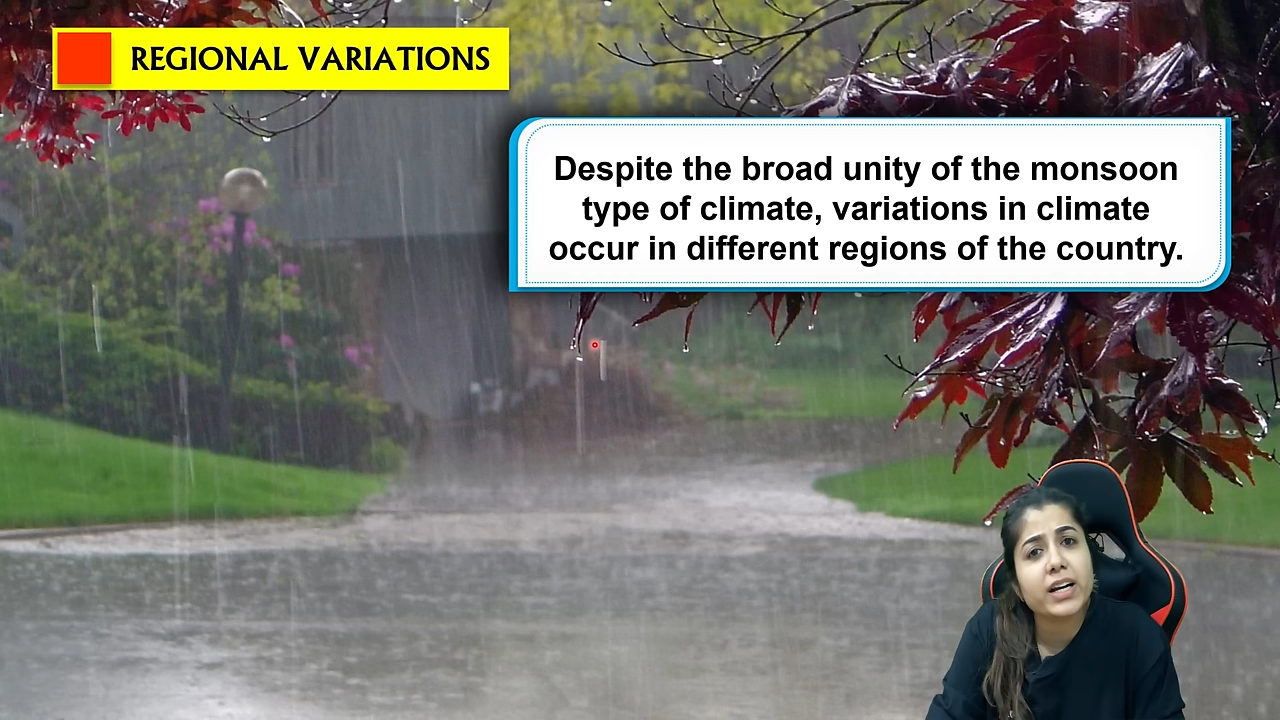 REGIONAL VARIATIONS
Despite the broad unity of the monsoon
type of climate, variations in climate
occur in different regions of the country.